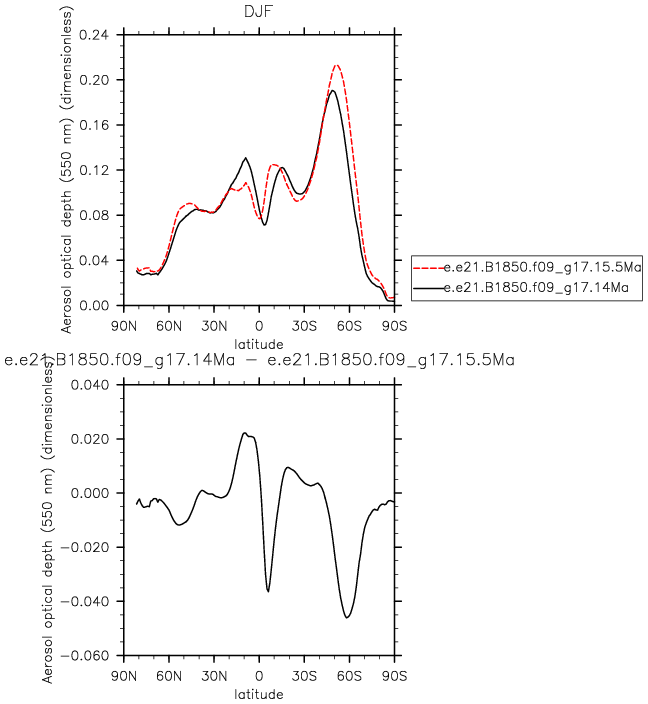 DJF
Aerosol optical depth (550 nm) (dimensionless)
0.24
0.20
0.16
0.12
0.08
0.04
0.00
90N 60N 30N 0 30S 60S 90S
latitude
e.e21.B1850.f09_g17.15.5Ma
e.e21.B1850.f09_g17.14Ma
e.e21.B1850.f09_g17.14Ma − e.e21.B1850.f09_g17.15.5Ma
Aerosol optical depth (550 nm) (dimensionless)
0.040
0.020
0.000
−0.020
−0.040
−0.060
90N 60N 30N 0 30S 60S 90S
latitude